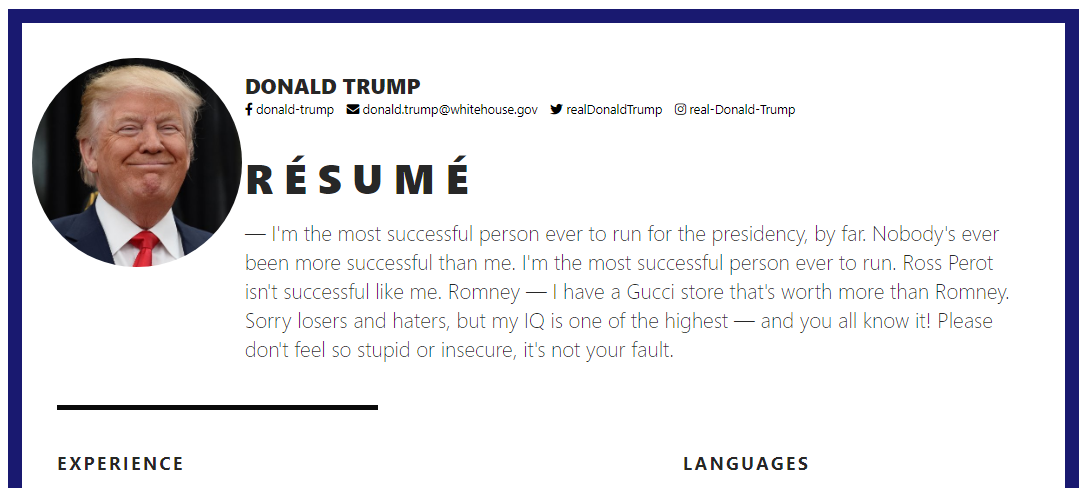 DONALD TRUMP
donald-trump donald.trump@whitehouse.gov realDonaldTrump real-Donald-Trump
RÉSUMÉ
— I'm the most successful person ever to run for the presidency, by far. Nobody's ever
been more successful than me. I'm the most successful person ever to run. Ross Perot
isn't successful like me. Romney — I have a Gucci store that's worth more than Romney.
Sorry losers and haters, but my IQ is one of the highest — and you all know it! Please
don't feel so stupid or insecure, it's not your fault.
EXPERIENCE LANGUAGES